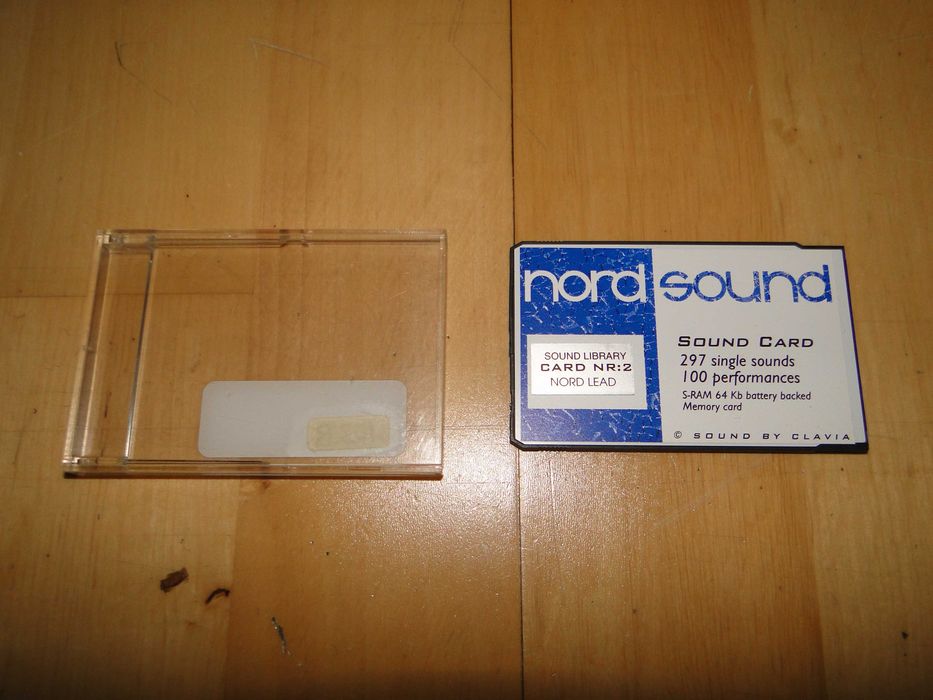 nord sound
SOUND LIBRARY
CARD NR:2
NORD LEAD
SOUND CARD
297 single sounds
100 performances
S-RAM 64 Kb battery backed
Memory card
© SOUND BY CLAVIA